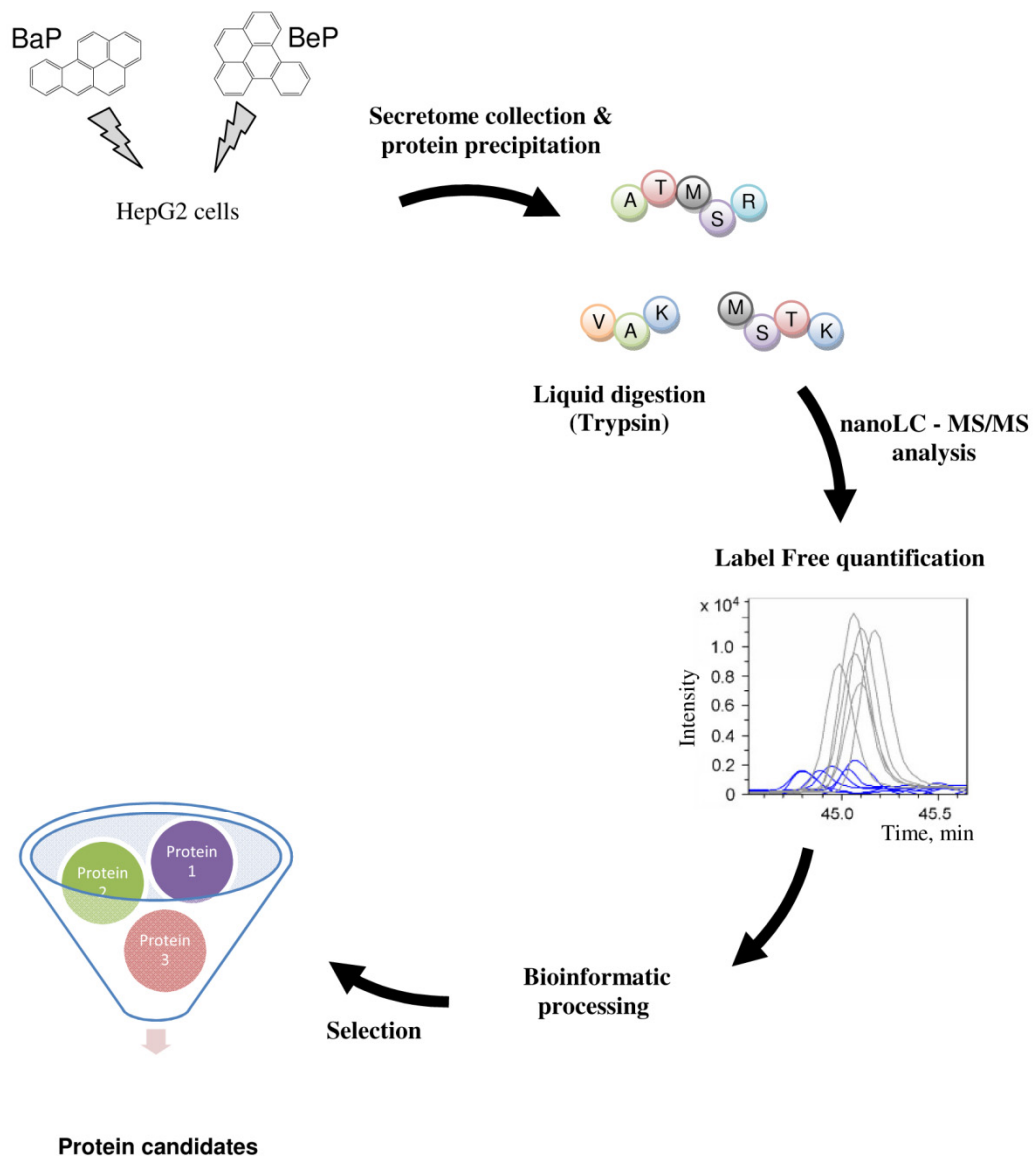 BaP
BeP
HepG2 cells
Secretome collection &
protein precipitation
A T M S R
V A K
M S T K
Liquid digestion
(Trypsin)
nanoLC - MS/MS
analysis
Label Free quantification
x 10⁴
1.0
0.8
0.6
0.4
0.2
0
Intensity
45.0
45.5
Time, min
Bioinformatic
processing
Selection
Protein
1
Protein
2
Protein
3
Protein candidates